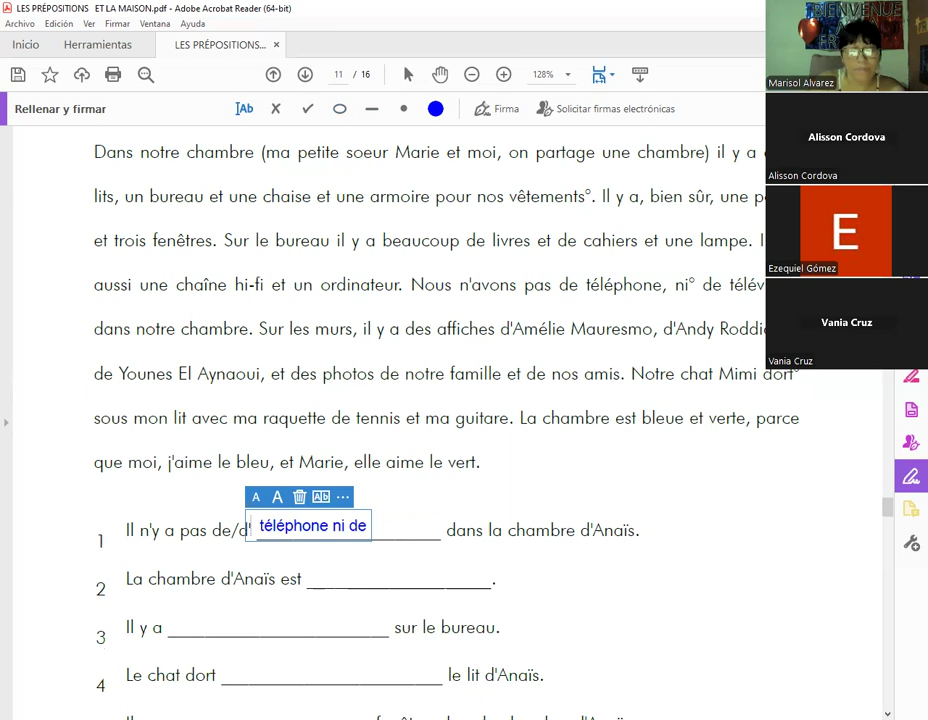 LES PRÉPOSITIONS ET LA MAISON.pdf - Adobe Acrobat Reader (64-bit)
Archivo Edición Ver Firmar Ventana Ayuda
Inicio Herramientas LES PRÉPOSITIONS... ×
11 / 16 128%
Rellenar y firmar Ab Firma Solicitar firmas electrónicas
BIENVENUE
Marisol Alvarez
Alisson Cordova
Alisson Cordova
E
Ezequiel Gómez
Vania Cruz
Vania Cruz
Dans notre chambre (ma petite soeur Marie et moi, on partage une chambre) il y a
lits, un bureau et une chaise et une armoire pour nos vêtements°. Il y a, bien sûr, une
et trois fenêtres. Sur le bureau il y a beaucoup de livres et de cahiers et une lampe.
aussi une chaîne hi-fi et un ordinateur. Nous n'avons pas de téléphone, ni° de
dans notre chambre. Sur les murs, il y a des affiches d'Amélie Mauresmo, d'Andy
de Younes El Aynaoui, et des photos de notre famille et de nos amis. Notre chat Mimi dort°
sous mon lit avec ma raquette de tennis et ma guitare. La chambre est bleue et verte, parce
que moi, j'aime le bleu, et Marie, elle aime le vert.
A A Ab ...
1 Il n'y a pas de/d' téléphone ni de dans la chambre d'Anaïs.
2 La chambre d'Anaïs est ____________________.
3 Il y a ____________________ sur le bureau.
4 Le chat dort ____________________ le lit d'Anaïs.